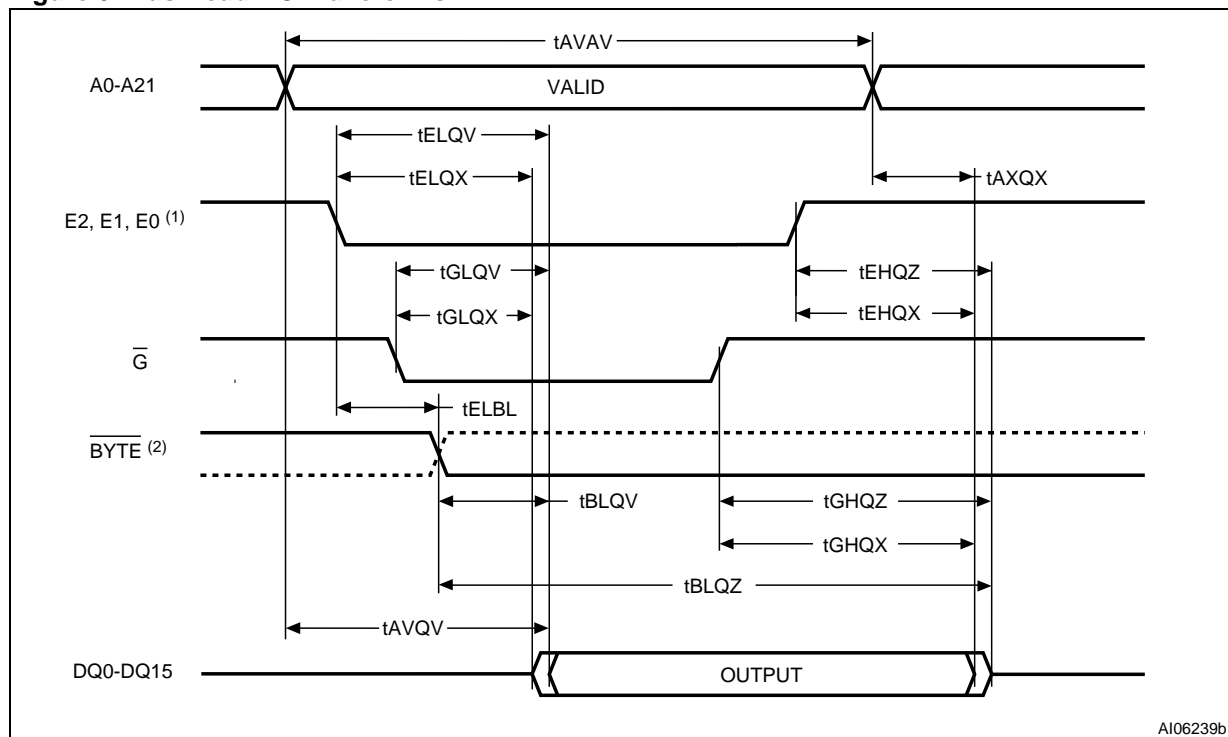 tAVAV
A0-A21
VALID
tELQV
tELQX
tAXQX
E2, E1, E0 (1)
tGLQV
tEHQZ
tGLQX
tEHQX
G
tELBL
BYTE (2)
tBLQV
tGHQZ
tGHQX
tBLQZ
tAVQV
DQ0-DQ15
OUTPUT
AI06239b